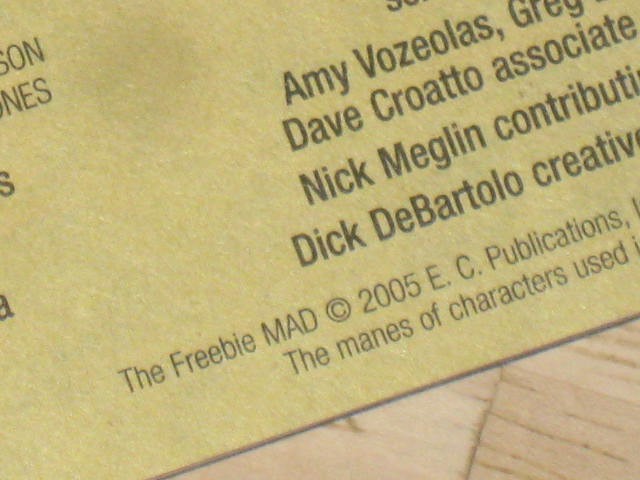 SON
ONES
s
a
Amy Vozeolas, Greg
Dave Croatto associate
Nick Meglin contributi
Dick DeBartolo creative
The Freebie MAD © 2005 E. C. Publications, I
The manes of characters used i